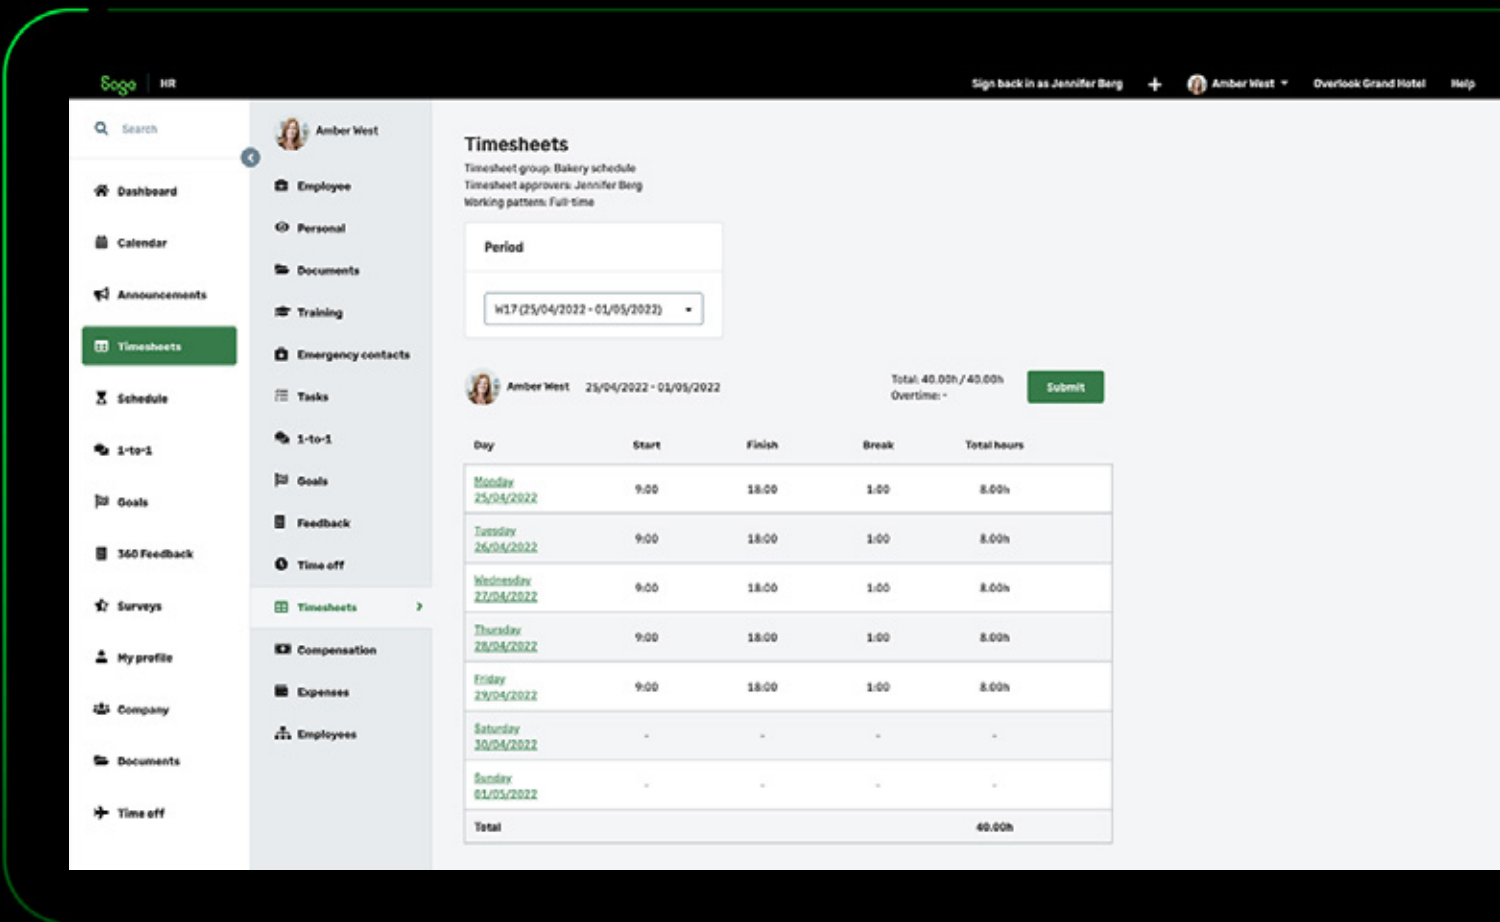 Sage HR
Sign back in as Jennifer Berg
Amber West
Overlook Grand Hotel
Help
Search
Dashboard
Calendar
Announcements
Timesheets
Schedule
1-to-1
Goals
360 Feedback
Surveys
My profile
Company
Documents
Time off
Amber West
Employee
Personal
Documents
Training
Emergency contacts
Tasks
1-to-1
Goals
Feedback
Time off
Timesheets
Compensation
Expenses
Employees
Timesheets
Timesheet group: Bakery schedule
Timesheet approvers: Jennifer Berg
Working pattern: Full-time
Period
W17 (25/04/2022 - 01/05/2022)
Amber West 25/04/2022 - 01/05/2022
Total: 40.00h / 40.00h
Overtime: -
Submit
Day Start Finish Break Total hours
Monday
25/04/2022 9:00 18:00 1:00 8.00h
Tuesday
26/04/2022 9:00 18:00 1:00 8.00h
Wednesday
27/04/2022 9:00 18:00 1:00 8.00h
Thursday
28/04/2022 9:00 18:00 1:00 8.00h
Friday
29/04/2022 9:00 18:00 1:00 8.00h
Saturday
30/04/2022 - - - -
Sunday
01/05/2022 - - - -
Total 40.00h